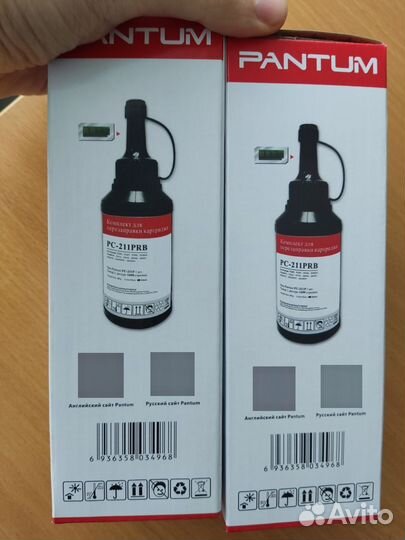 PANTUM
Комплект для
перезаправки картриджа
PC-211PRB
Английский сайт Pantum
Русский сайт Pantum
6 936358 034968
PANTUM
Комплект для
перезаправки картриджа
PC-211PRB
Английский сайт Pantum
Русский сайт Pantum
6 936358 034968
Avito